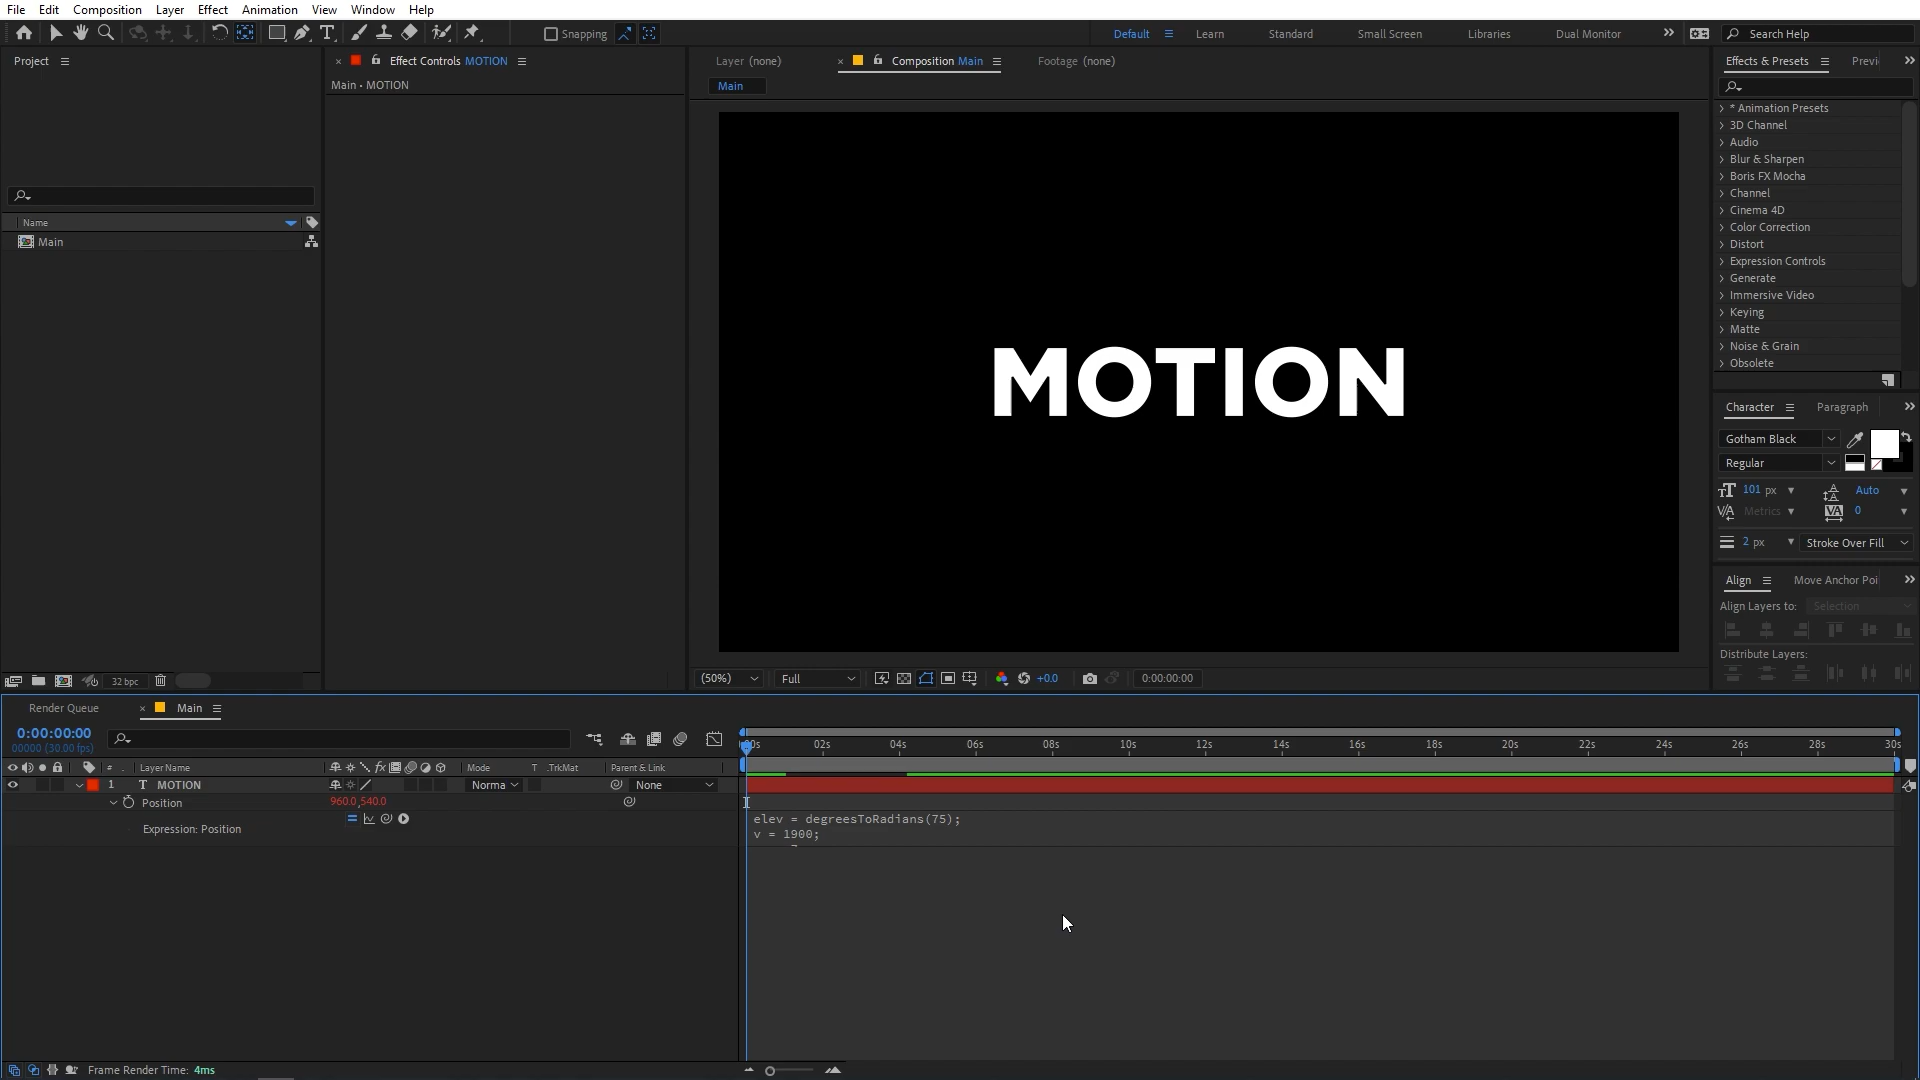 File Edit Composition Layer Effect Animation View Window Help
Snapping Default Learn Standard Small Screen Libraries Dual Monitor Search Help
Project
Effect Controls MOTION
Main • MOTION
Name
Main
32 bpc
Layer (none) Composition Main Footage (none)
Main
MOTION
(50%) Full +0.0 0:00:00:00
Effects & Presets Previ
* Animation Presets
3D Channel
Audio
Blur & Sharpen
Boris FX Mocha
Channel
Cinema 4D
Color Correction
Distort
Expression Controls
Generate
Immersive Video
Keying
Matte
Noise & Grain
Obsolete
Character Paragraph
Gotham Black
Regular
101 px Auto
Metrics 0
2 px Stroke Over Fill
Align Move Anchor Poi
Align Layers to: Selection
Distribute Layers:
Render Queue Main
0:00:00:00
00000 (30.00 fps)
00s 02s 04s 06s 08s 10s 12s 14s 16s 18s 20s 22s 24s 26s 28s 30s
# Layer Name Mode T .TrkMat Parent & Link
1 T MOTION Norma None
Position 960.0,540.0
Expression: Position
elev = degreesToRadians(75);
v = 1900;
Frame Render Time: 4ms